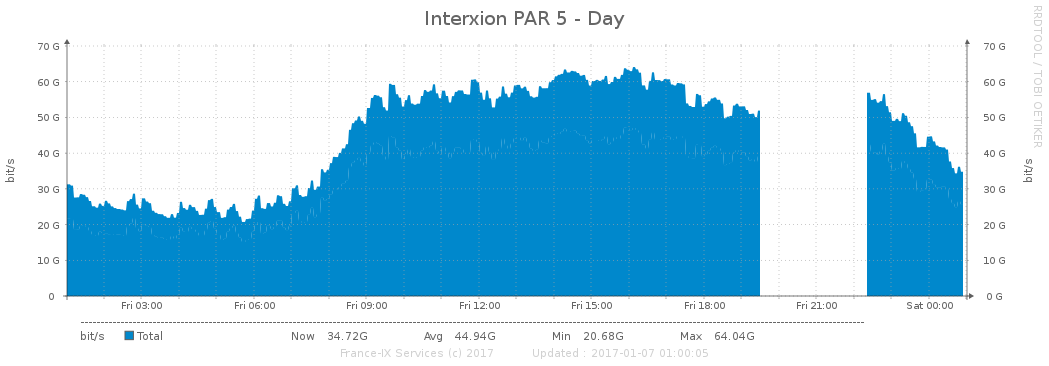 Interxion PAR 5 - Day
RRDTOOL / TOBI OETIKER
70 G 70 G
60 G 60 G
50 G 50 G
40 G 40 G
30 G 30 G
20 G 20 G
10 G 10 G
0 0 G
bit/s
bit/s
Fri 03:00 Fri 06:00 Fri 09:00 Fri 12:00 Fri 15:00 Fri 18:00 Fri 21:00 Sat 00:00
bit/s Total Now 34.72G Avg 44.94G Min 20.68G Max 64.04G
France-IX Services (c) 2017 Updated : 2017-01-07 01:00:05